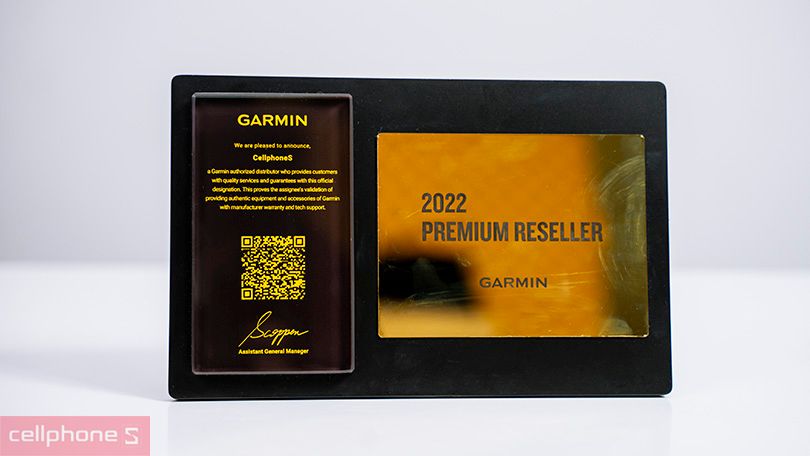 GARMIN
We are pleased to announce,
CellphoneS
a Garmin authorized distributor who provides customers
with quality services and guarantees with this official
designation. This proves the assignee's validation of
providing authentic equipment and accessories of Garmin
with manufacturer warranty and tech support.
Scoppen
Assistant General Manager
2022
PREMIUM RESELLER
GARMIN
cellphone S